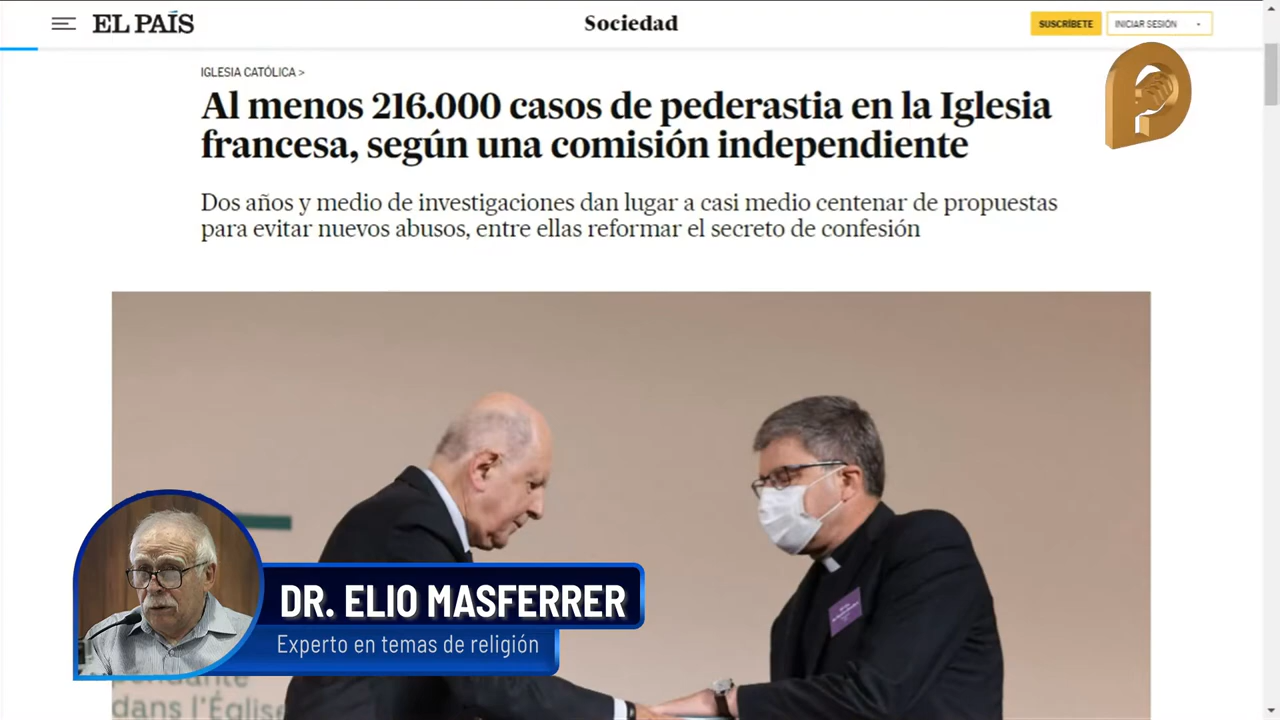 EL PAÍS
Sociedad
SUSCRÍBETE
INICIAR SESIÓN
IGLESIA CATÓLICA >
Al menos 216.000 casos de pederastia en la Iglesia
francesa, según una comisión independiente
Dos años y medio de investigaciones dan lugar a casi medio centenar de propuestas
para evitar nuevos abusos, entre ellas reformar el secreto de confesión
DR. ELIO MASFERRER
Experto en temas de religión
dans l'Église